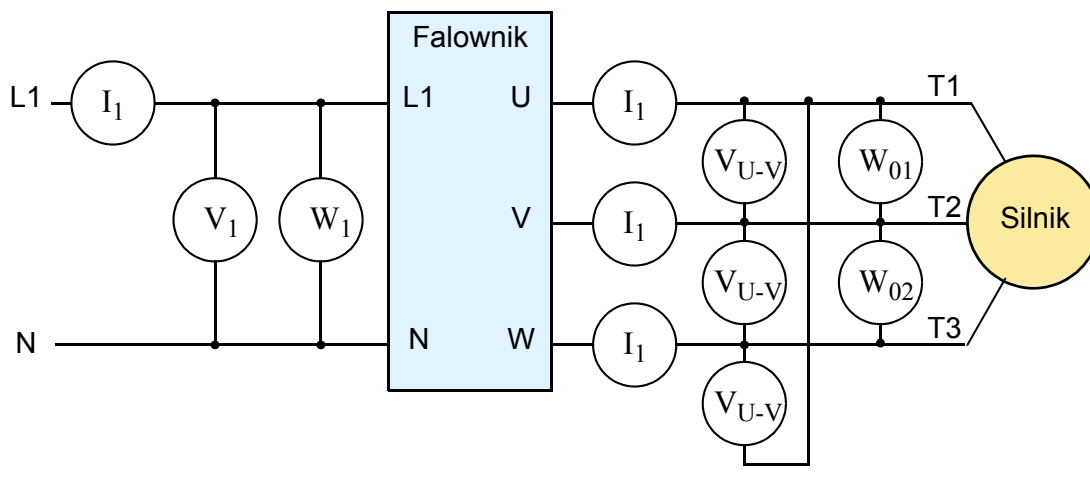 Falownik
L1 I1 L1 U I1 T1
VU-V W01
V1 W1 V I1 T2 Silnik
VU-V W02
N N W I1 T3
VU-V